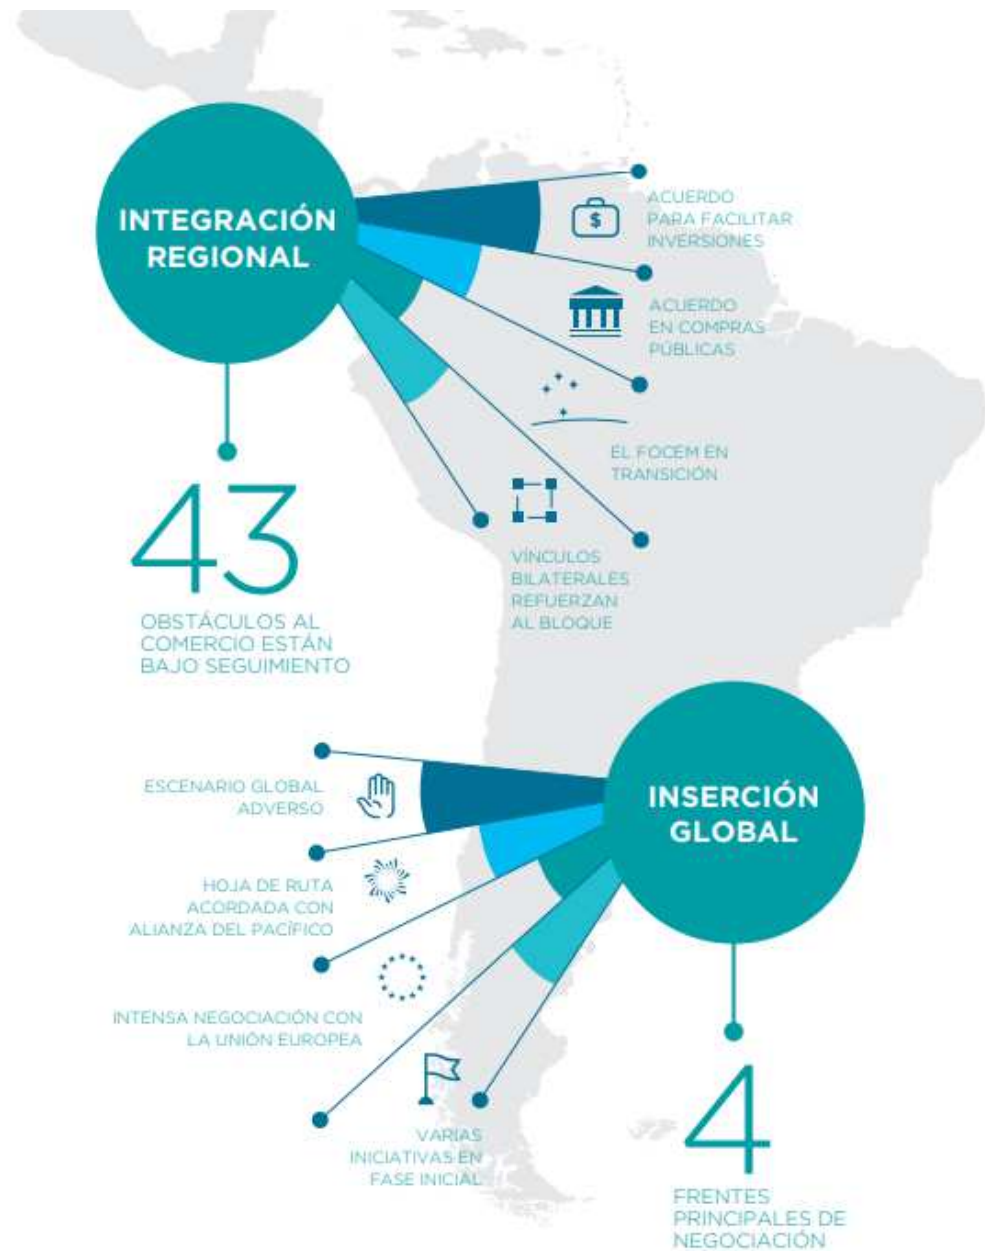 INTEGRACIÓN
REGIONAL
ACUERDO
PARA FACILITAR
INVERSIONES
ACUERDO
EN COMPRAS
PÚBLICAS
EL FOCEM EN
TRANSICIÓN
VÍNCULOS
BILATERALES
REFUERZAN
AL BLOQUE
43
OBSTÁCULOS AL
COMERCIO ESTÁN
BAJO SEGUIMIENTO
INSERCIÓN
GLOBAL
ESCENARIO GLOBAL
ADVERSO
HOJA DE RUTA
ACORDADA CON
ALIANZA DEL PACÍFICO
INTENSA NEGOCIACIÓN CON
LA UNIÓN EUROPEA
VARIAS
INICIATIVAS EN
FASE INICIAL
4
FRENTES
PRINCIPALES DE
NEGOCIACIÓN